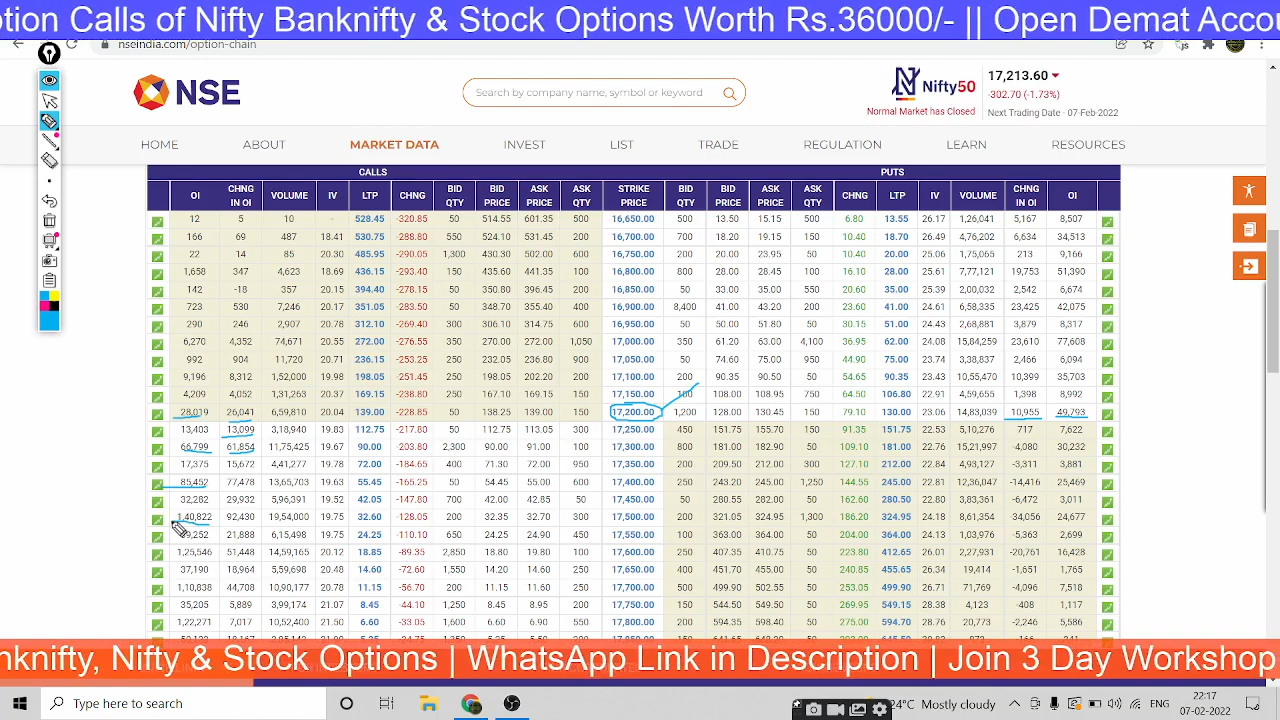 tion Calls of Nifty Banknifty & Stock Options Worth Rs.36000/- || Open Demat Acco
nseindia.com/option-chain
NSE
Search by company name, symbol or keyword
Nifty50
17,213.60
-302.70 (-1.73%)
Normal Market has Closed
Next Trading Date - 07-Feb-2022
HOME ABOUT MARKET DATA INVEST LIST TRADE REGULATION LEARN RESOURCES
CALLS PUTS
OI CHNG IN OI VOLUME IV LTP CHNG BID QTY BID PRICE ASK PRICE ASK QTY STRIKE PRICE BID QTY BID PRICE ASK PRICE ASK QTY CHNG LTP IV VOLUME CHNG IN OI OI
12 5 10 - 528.45 -320.85 50 514.55 601.35 500 16,650.00 500 13.50 15.15 500 6.80 13.55 26.17 1,26,041 5,167 8,507
166 69 487 18.41 530.75 -288.80 550 524.10 531.45 200 16,700.00 700 18.20 19.15 150 10.40 18.70 26.49 4,76,202 6,634 34,513
22 14 85 20.30 485.95 -290.05 1,300 430.30 502.00 600 16,750.00 200 20.00 23.95 50 10.40 20.00 25.06 1,75,065 213 9,166
1,658 347 4,623 18.69 436.15 -293.40 150 435.60 441.35 100 16,800.00 800 28.00 28.45 100 16.10 28.00 25.61 7,77,121 19,753 51,390
142 -18 357 20.15 394.40 -278.15 50 350.80 395.80 200 16,850.00 50 33.00 35.00 550 20.60 35.00 25.39 2,00,032 2,542 6,674
723 530 7,246 20.17 351.05 -283.50 50 348.70 355.40 400 16,900.00 8,400 41.00 43.20 200 23.60 41.00 24.61 6,58,335 23,425 42,075
290 246 2,907 20.78 312.10 -269.40 300 306.10 314.75 600 16,950.00 50 50.00 51.80 50 30.15 51.00 24.43 2,68,881 3,879 8,317
6,270 4,352 74,671 20.55 272.00 -276.55 350 270.00 272.00 1,050 17,000.00 350 61.20 63.00 4,100 36.95 62.00 24.08 15,84,259 23,610 77,608
992 904 11,720 20.71 236.15 -253.25 250 232.05 236.80 900 17,050.00 50 74.60 75.00 950 44.90 75.00 23.74 3,38,837 2,466 6,094
9,196 8,312 1,52,000 19.98 198.05 -251.45 250 198.05 202.20 200 17,100.00 200 90.35 90.50 50 54.65 90.35 23.43 10,55,470 10,399 35,703
4,209 4,052 1,31,263 20.37 169.15 -238.80 250 167.10 169.15 150 17,150.00 108.00 108.95 750 64.50 106.80 22.91 4,59,655 1,398 8,992
28,019 26,041 6,59,810 20.04 139.00 -228.85 50 138.25 139.00 150 17,200.00 1,200 128.00 130.45 150 79.10 130.00 23.06 14,83,039 10,955 49,793
13,403 13,099 3,18,949 19.83 112.75 -217.80 50 112.75 113.05 300 17,250.00 450 151.75 155.70 150 91.35 151.75 22.53 5,10,276 717 7,622
66,799 61,854 11,75,425 19.67 90.00 -203.80 2,300 90.00 91.00 100 17,300.00 800 181.00 182.90 50 109.10 181.00 22.97 15,21,997 -4,080 30,232
17,375 15,672 4,41,277 19.78 72.00 -184.65 400 71.30 72.00 950 17,350.00 200 209.50 212.00 300 127.10 212.00 22.84 4,93,127 -3,311 3,881
85,452 77,478 13,65,703 19.63 55.45 -165.25 50 54.45 55.00 600 17,400.00 250 243.20 245.00 1,250 144.55 245.00 22.91 12,36,047 -14,416 25,469
32,282 29,932 5,96,391 19.52 42.05 -147.80 700 42.00 42.85 50 17,450.00 50 280.55 282.00 50 162.60 280.50 22.80 3,83,361 -6,472 3,011
1,40,822 92,430 19,54,000 19.75 32.60 -128.05 200 32.35 32.70 300 17,500.00 200 321.05 324.95 1,300 186.20 324.95 24.18 8,61,354 34,056 24,677
21,888 6,15,498 19.75 24.25 -110.10 650 24.25 24.90 450 17,550.00 100 359.10 364.00 50 204.00 364.00 24.13 1,03,976 -5,363 2,699
1,25,546 51,448 14,59,165 20.12 18.85 -89.35 2,850 18.80 19.80 100 17,600.00 250 407.35 410.75 50 223.80 412.65 26.01 2,27,931 -20,761 16,428
37,190 18,964 5,59,698 20.48 14.60 -72.60 150 14.20 14.60 250 17,650.00 400 451.70 455.00 50 240.85 455.65 26.34 19,414 -1,651 1,765
1,10,838 44,708 10,90,177 20.78 11.15 -56.70 250 11.15 11.60 250 17,700.00 500 499.90 502.55 50 253.05 499.90 26.91 71,769 -4,096 7,518
35,205 5,889 3,99,174 21.07 8.45 -44.10 1,250 8.45 8.95 200 17,750.00 150 544.50 549.50 50 269.95 549.15 28.38 4,123 -408 1,117
1,22,271 7,017 10,52,400 21.50 6.60 -33.05 1,600 6.60 6.90 550 17,800.00 50 594.35 598.40 50 275.00 594.70 28.76 20,773 -2,246 5,586
nknifty, Nifty & Stock Options | WhatsApp Link in Description | Join 3 Day Workshop
Type here to search
24°C Mostly cloudy
ENG
22:17
07-02-2022